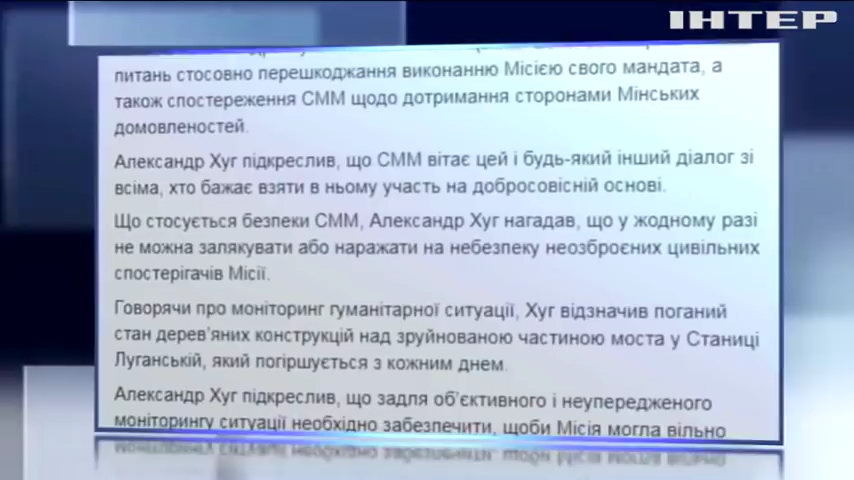 ІНТЕР
питань стосовно перешкоджання виконанню Місією свого мандата, а
також спостереження СММ щодо дотримання сторонами Мінських
домовленостей.
Александр Хуг підкреслив, що СММ вітає цей і будь-який інший діалог зі
всіма, хто бажає взяти в ньому участь на добросовісній основі.
Що стосується безпеки СММ, Александр Хуг нагадав, що у жодному разі
не можна залякувати або наражати на небезпеку неозброєних цивільних
спостерігачів Місії.
Говорячи про моніторинг гуманітарної ситуації, Хуг відзначив поганий
стан дерев'яних конструкцій над зруйнованою частиною моста у Станиці
Луганській, який погіршується з кожним днем.
Александр Хуг підкреслив, що задля об'єктивного і неупередженого
моніторингу ситуації необхідно забезпечити, щоби Місія могла вільно